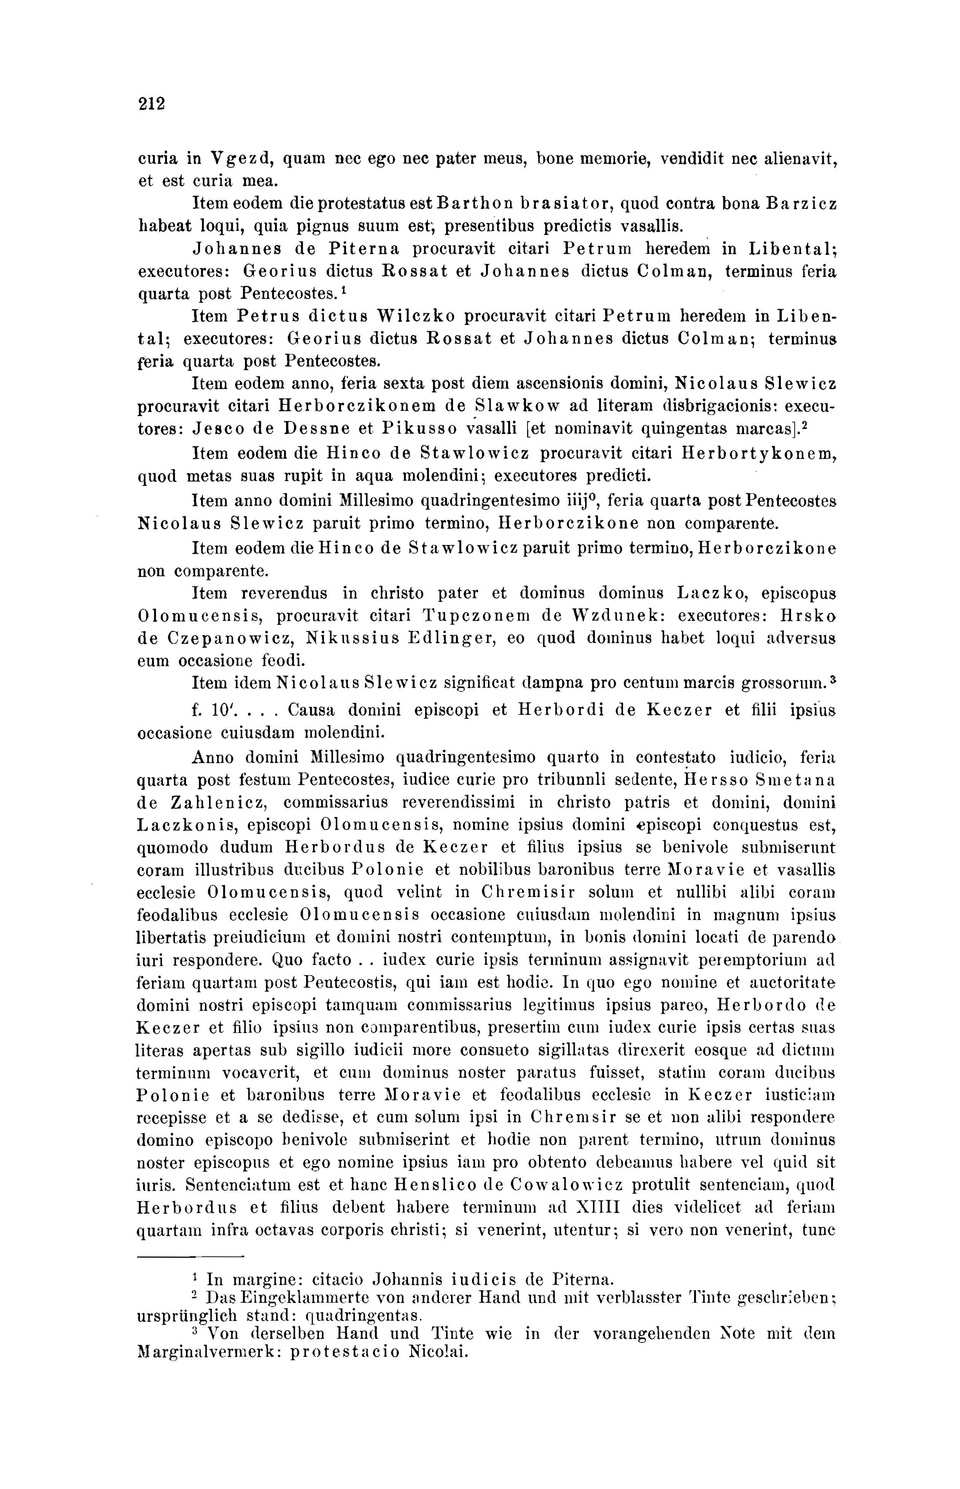 212
curia in Vgezd, quam nec ego nec pater meus, bone memorie, vendidit nec alienavit,
et est curia mea.
Item eodem die protestatus est Barthon brasiator, quod contra bona Barzicz
habeat loqui, quia pignus suum est, presentibus predictis vasallis.
Johannes de Piterna procuravit citari Petrum heredem in Libental;
executores: Georius dictus Rossat et Johannes dictus Colman, terminus feria
quarta post Pentecostes.¹
Item Petrus dictus Wilczko procuravit citari Petrum heredem in Liben-
tal; executores: Georius dictus Rossat et Johannes dictus Colman; terminus
feria quarta post Pentecostes.
Item eodem anno, feria sexta post diem ascensionis domini, Nicolaus Slewicz
procuravit citari Herborczikonem de Slawkow ad literam disbrigacionis: execu-
tores: Jesco de Dessne et Pikusso vasalli [et nominavit quingentas marcas].²
Item eodem die Hinco de Stawlowicz procuravit citari Herbortykonem,
quod metas suas rupit in aqua molendini; executores predicti.
Item anno domini Millesimo quadringentesimo iiijº, feria quarta post Pentecostes
Nicolaus Slewicz paruit primo termino, Herborczikone non comparente.
Item eodem die Hinco de Stawlowicz paruit primo termino, Herborczikone
non comparente.
Item reverendus in christo pater et dominus dominus Laczko, episcopus
Olomucensis, procuravit citari Tupczonem de Wzdunek: executores: Hrsko
de Czepanowicz, Nikussius Edlinger, eo quod dominus habet loqui adversus
eum occasione feodi.
Item idem Nicolaus Slewicz significat dampna pro centum marcis grossorum.³
f. 10'. . . . Causa domini episcopi et Herbordi de Keczer et filii ipsius
occasione cuiusdam molendini.
Anno domini Millesimo quadringentesimo quarto in contestato iudicio, feria
quarta post festum Pentecostes, iudice curie pro tribunnli sedente, Hersso Smetana
de Zahlenicz, commissarius reverendissimi in christo patris et domini, domini
Laczkonis, episcopi Olomucensis, nomine ipsius domini episcopi conquestus est,
quomodo dudum Herbordus de Keczer et filius ipsius se benivole submiserunt
coram illustribus ducibus Polonie et nobilibus baronibus terre Moravie et vasallis
ecclesie Olomucensis, quod velint in Chremisir solum et nullibi alibi coram
feodalibus ecclesie Olomucensis occasione cuiusdam molendini in magnum ipsius
libertatis preiudicium et domini nostri contemptum, in bonis domini locati de parendo
iuri respondere. Quo facto . . iudex curie ipsis terminum assignavit peremptorium ad
feriam quartam post Pentecostis, qui iam est hodie. In quo ego nomine et auctoritate
domini nostri episcopi tamquam commissarius legitimus ipsius pareo, Herbordo de
Keczer et filio ipsius non comparentibus, presertim cum iudex curie ipsis certas suas
literas apertas sub sigillo iudicii more consueto sigillatas direxerit eosque ad dictum
terminum vocaverit, et cum dominus noster paratus fuisset, statim coram ducibus
Polonie et baronibus terre Moravie et feodalibus ecclesie in Keczer iusticiam
recepisse et a se dedisse, et cum solum ipsi in Chremsir se et non alibi respondere
domino episcopo benivole submiserint et hodie non parent termino, utrum dominus
noster episcopus et ego nomine ipsius iam pro obtento debeamus habere vel quid sit
iuris. Sentenciatum est et hanc Henslico de Cowalowicz protulit sentenciam, quod
Herbordus et filius debent habere terminum ad XIIII dies videlicet ad feriam
quartam infra octavas corporis christi; si venerint, utentur; si vero non venerint, tunc
¹ In margine: citacio Johannis iudicis de Piterna.
² Das Eingeklammerte von anderer Hand und mit verblasster Tinte geschrieben;
ursprünglich stand: quadringentas.
³ Von derselben Hand und Tinte wie in der vorangehenden Note mit dem
Marginalvermerk: protestacio Nicolai.